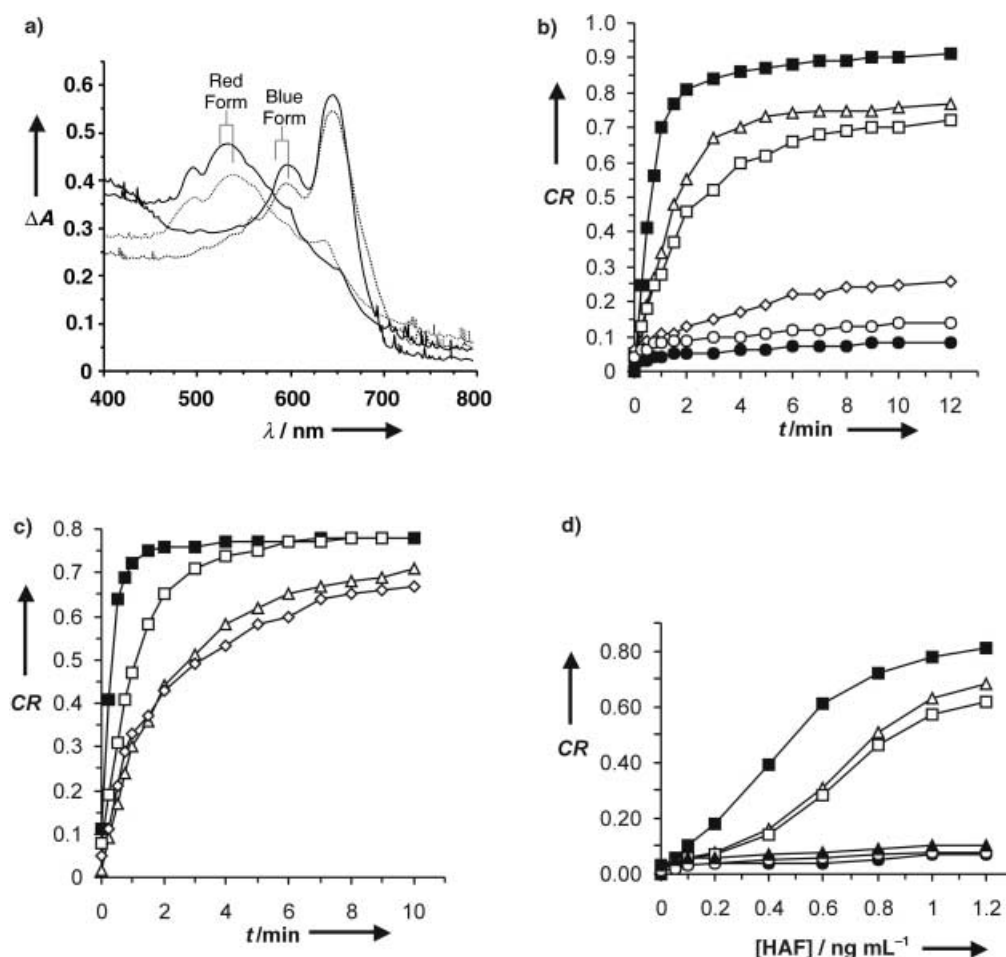 a)
Red
Form
Blue
Form
0.6
0.5
0.4
ΔA
0.3
0.2
0.1
0
400 500 600 700 800
λ / nm
b)
1.0
0.9
0.8
0.7
0.6
CR
0.5
0.4
0.3
0.2
0.1
0
0 2 4 6 8 10 12
t/min
c)
0.8
0.7
0.6
0.5
CR
0.4
0.3
0.2
0.1
0
0 2 4 6 8 10
t/min
d)
0.80
0.60
CR
0.40
0.20
0.00
0 0.2 0.4 0.6 0.8 1 1.2
[HAF] / ng mL⁻¹